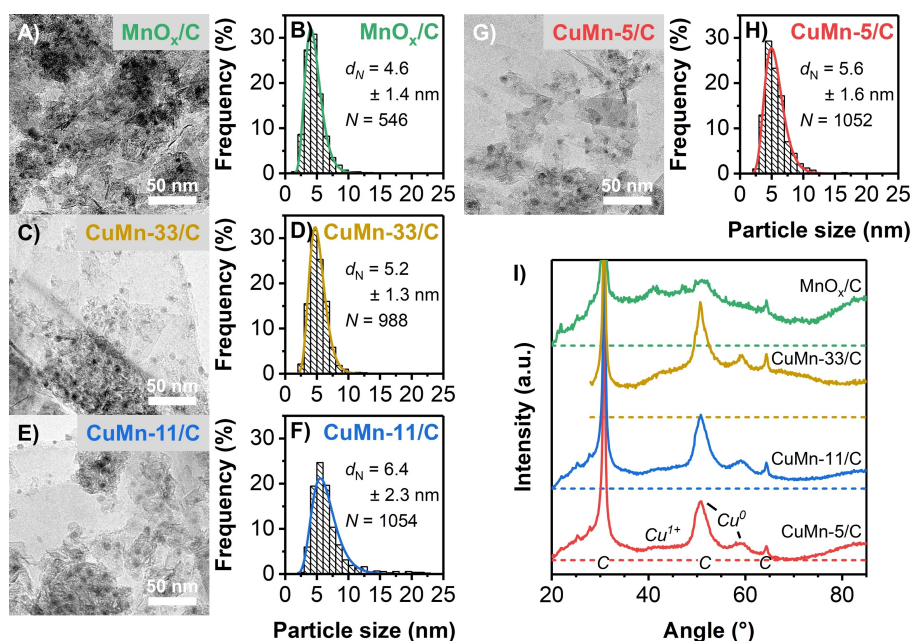 A) MnOₓ/C
50 nm
B) MnOₓ/C
dN = 4.6
± 1.4 nm
N = 546
Frequency (%)
30
20
10
0
0 5 10 15 20 25
C) CuMn-33/C
50 nm
D) CuMn-33/C
dN = 5.2
± 1.3 nm
N = 988
Frequency (%)
30
20
10
0
0 5 10 15 20 25
E) CuMn-11/C
50 nm
F) CuMn-11/C
dN = 6.4
± 2.3 nm
N = 1054
Frequency (%)
30
20
10
0
0 5 10 15 20 25
Particle size (nm)
G) CuMn-5/C
50 nm
H) CuMn-5/C
dN = 5.6
± 1.6 nm
N = 1052
Frequency (%)
30
20
10
0
0 5 10 15 20 25
Particle size (nm)
I)
MnOₓ/C
CuMn-33/C
CuMn-11/C
CuMn-5/C
Cu¹⁺
Cu⁰
C C C
Intensity (a.u.)
20 40 60 80
Angle (°)